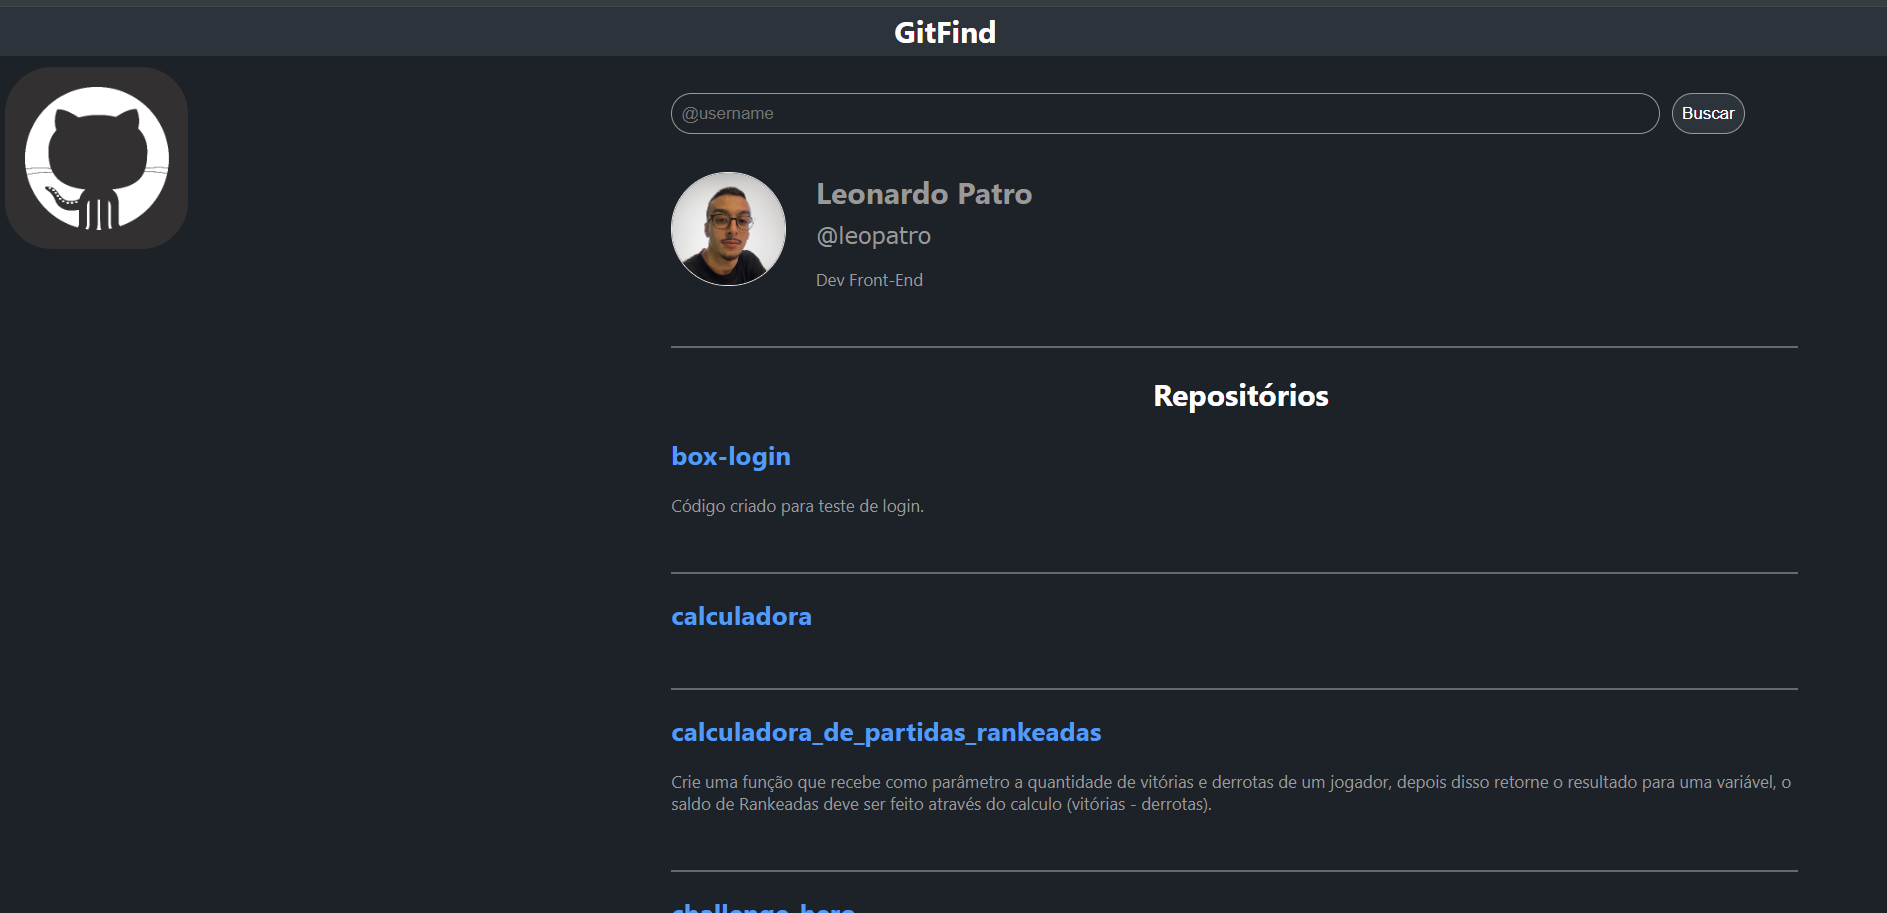 GitFind
@username
Buscar
Leonardo Patro
@leopatro
Dev Front-End
Repositórios
box-login
Código criado para teste de login.
calculadora
calculadora_de_partidas_rankeadas
Crie uma função que recebe como parâmetro a quantidade de vitórias e derrotas de um jogador, depois disso retorne o resultado para uma variável, o
saldo de Rankeadas deve ser feito através do calculo (vitórias - derrotas).
challenge-hero